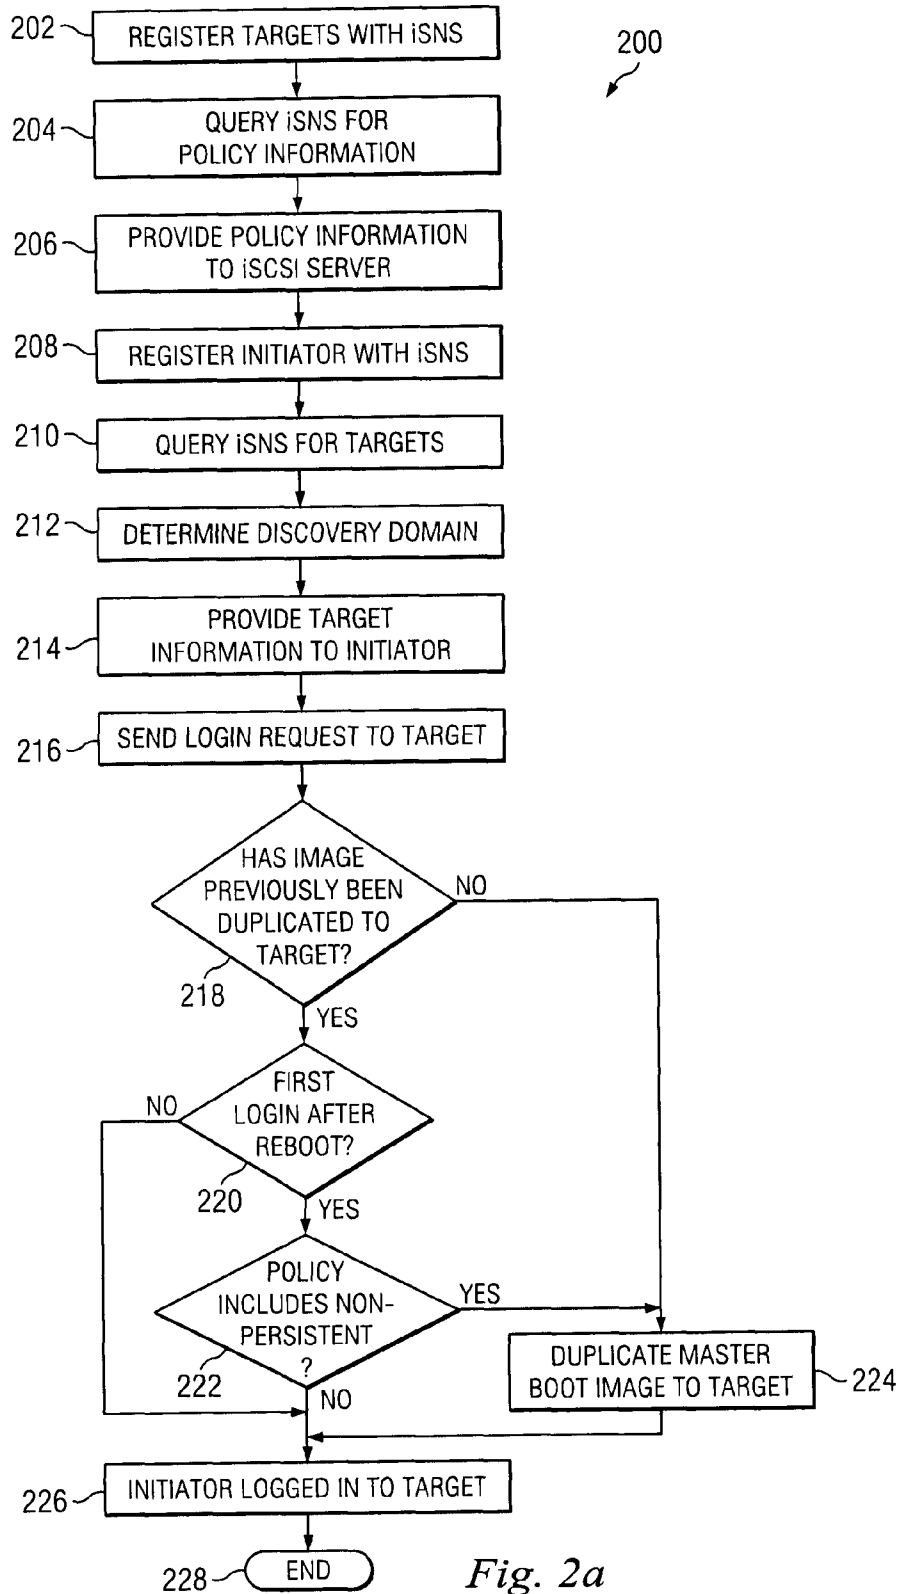 202
REGISTER TARGETS WITH iSNS
200
204
QUERY iSNS FOR
POLICY INFORMATION
206
PROVIDE POLICY INFORMATION
TO iSCSI SERVER
208
REGISTER INITIATOR WITH iSNS
210
QUERY iSNS FOR TARGETS
212
DETERMINE DISCOVERY DOMAIN
214
PROVIDE TARGET
INFORMATION TO INITIATOR
216
SEND LOGIN REQUEST TO TARGET
HAS IMAGE
PREVIOUSLY BEEN
DUPLICATED TO
TARGET?
NO
218
YES
FIRST
LOGIN AFTER
REBOOT?
NO
220
YES
POLICY
INCLUDES NON-
PERSISTENT
?
YES
222
NO
DUPLICATE MASTER
BOOT IMAGE TO TARGET
224
INITIATOR LOGGED IN TO TARGET
226
END
228
Fig. 2a